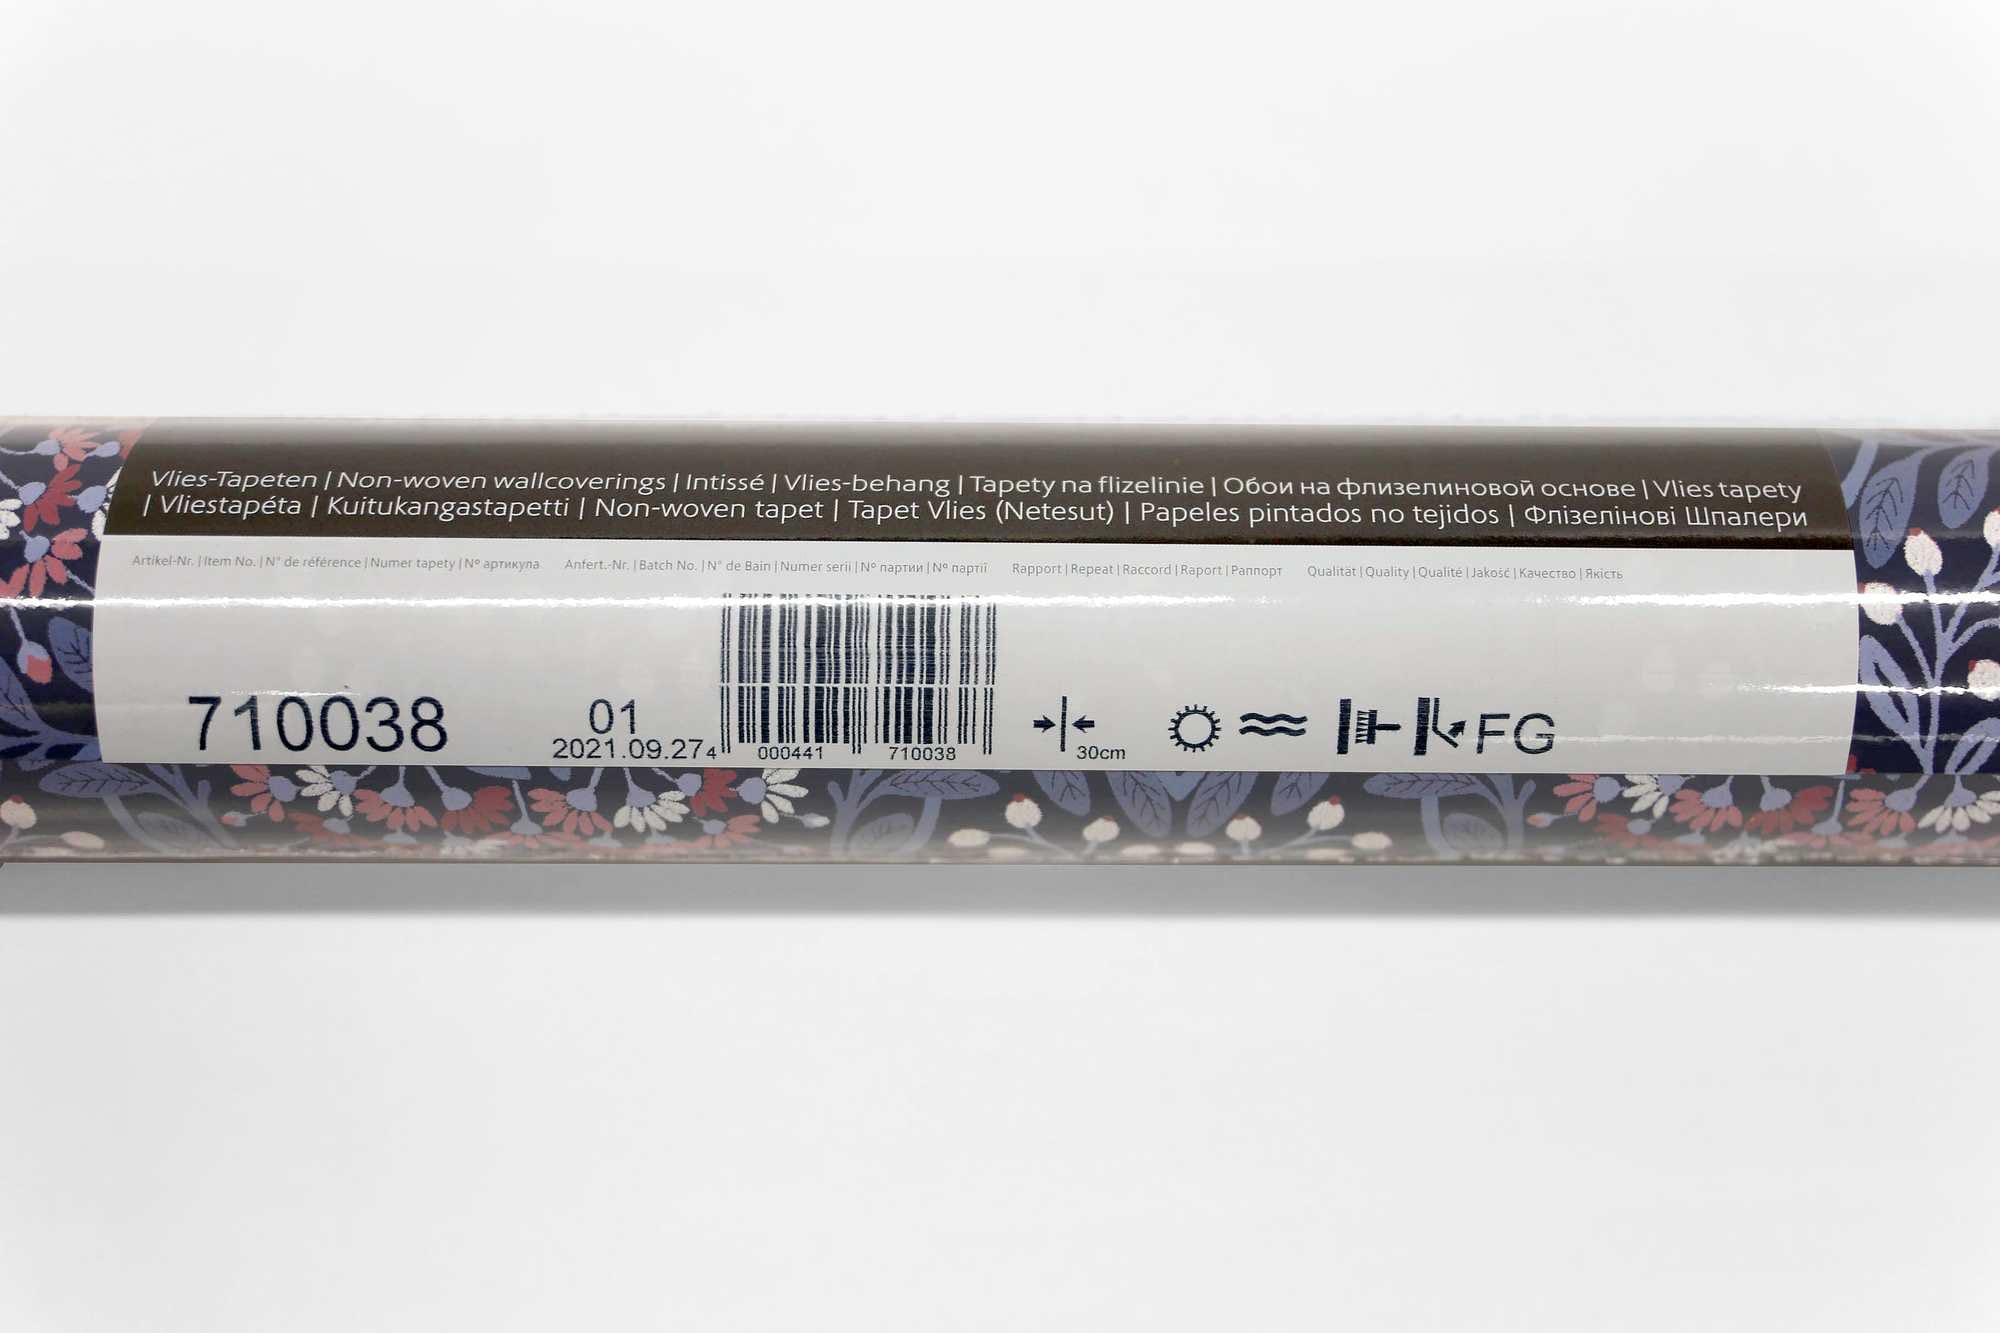 Vlies-Tapeten | Non-woven wallcoverings | Intissé | Vlies-behang | Tapety na flizelinie | Обои на флизелиновой основе | Vlies tapety
| Vliestapéta | Kuitukangastapetti | Non-woven tapet | Tapet Vlies (Netesut) | Papeles pintados no tejidos | Флізелінові Шпалери
Artikel-Nr. | Item No. | N° de référence | Numer tapety | № артикула Anfert.-Nr. | Batch No. | N° de Bain | Numer serii | № партии | № партії Rapport | Repeat | Raccord | Raport | Раппорт Qualität | Quality | Qualité | Jakość | Качество | Якість
710038
01
2021.09.27
4 000441 710038
30cm
FG